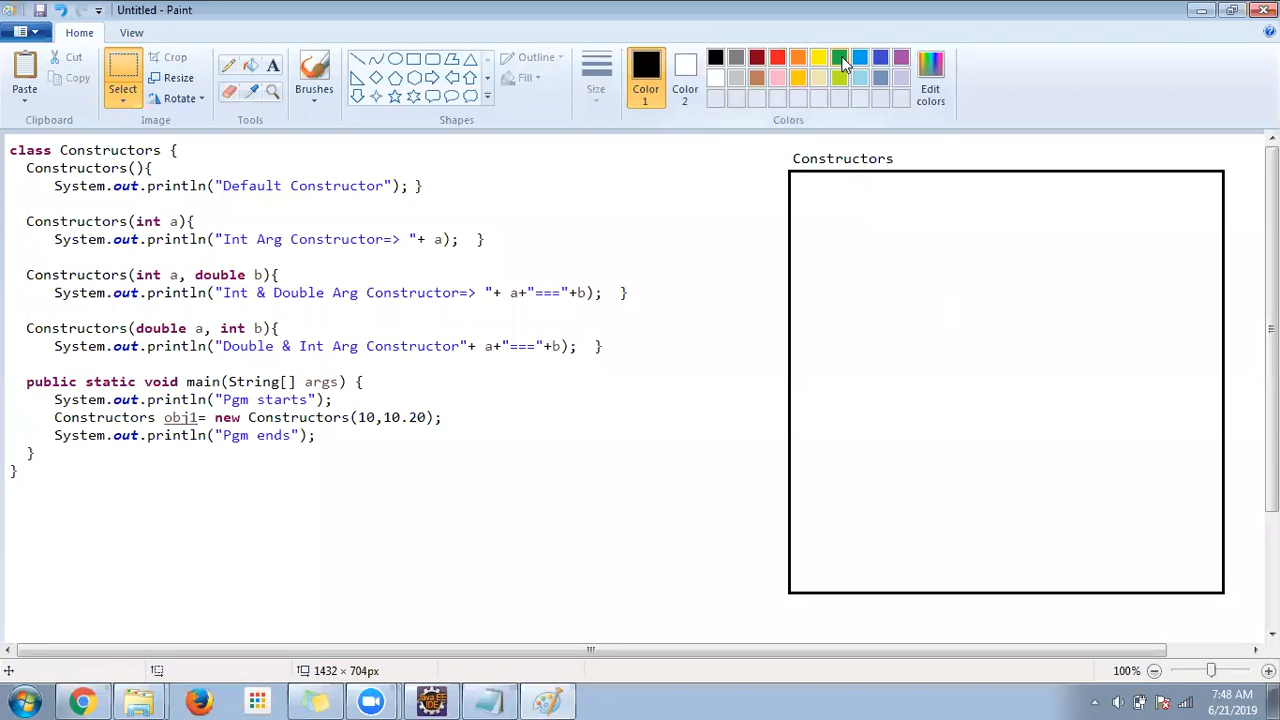 Untitled - Paint
Home
View
Paste
Cut
Copy
Clipboard
Select
Crop
Resize
Rotate
Image
A
Tools
Brushes
Shapes
Outline
Fill
Size
Color 1
Color 2
Edit colors
Colors
class Constructors {
Constructors(){
System.out.println("Default Constructor"); }
Constructors(int a){
System.out.println("Int Arg Constructor=> "+ a); }
Constructors(int a, double b){
System.out.println("Int & Double Arg Constructor=> "+ a+"==="+b); }
Constructors(double a, int b){
System.out.println("Double & Int Arg Constructor"+ a+"==="+b); }
public static void main(String[] args) {
System.out.println("Pgm starts");
Constructors obj1= new Constructors(10,10.20);
System.out.println("Pgm ends");
}
}
Constructors
1432 × 704px
100%
Java EE
IDE
7:48 AM
6/21/2019